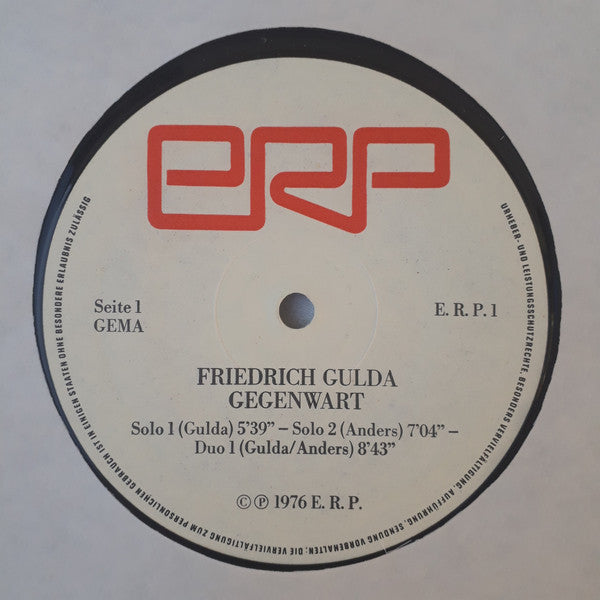 erp
Seite 1
GEMA
E. R. P. 1
FRIEDRICH GULDA
GEGENWART
Solo 1 (Gulda) 5’39” – Solo 2 (Anders) 7’04” –
Duo 1 (Gulda/Anders) 8’43”
© ℗ 1976 E. R. P.
URHEBER- UND LEISTUNGSSCHUTZRECHTE, BESONDERS VERVIELFÄLTIGUNG, AUFFÜHRUNG, SENDUNG VORBEHALTEN; DIE VERVIELFÄLTIGUNG ZUM PERSÖNLICHEN GEBRAUCH IST IN EINIGEN STAATEN OHNE BESONDERE ERLAUBNIS ZULÄSSIG